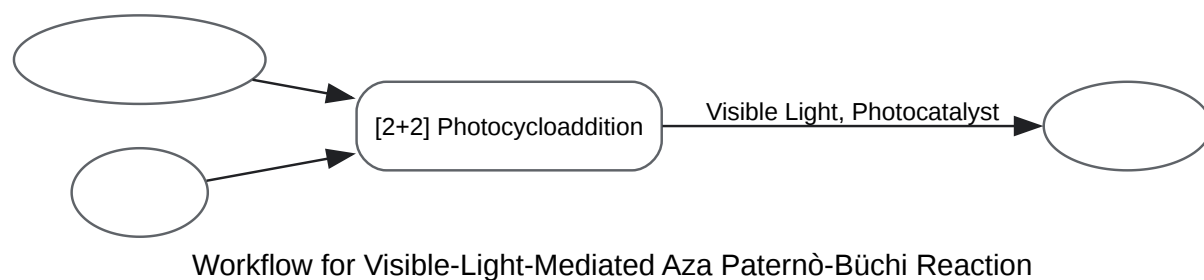 [2+2] Photocycloaddition
Visible Light, Photocatalyst
Workflow for Visible-Light-Mediated Aza Paternò-Büchi Reaction